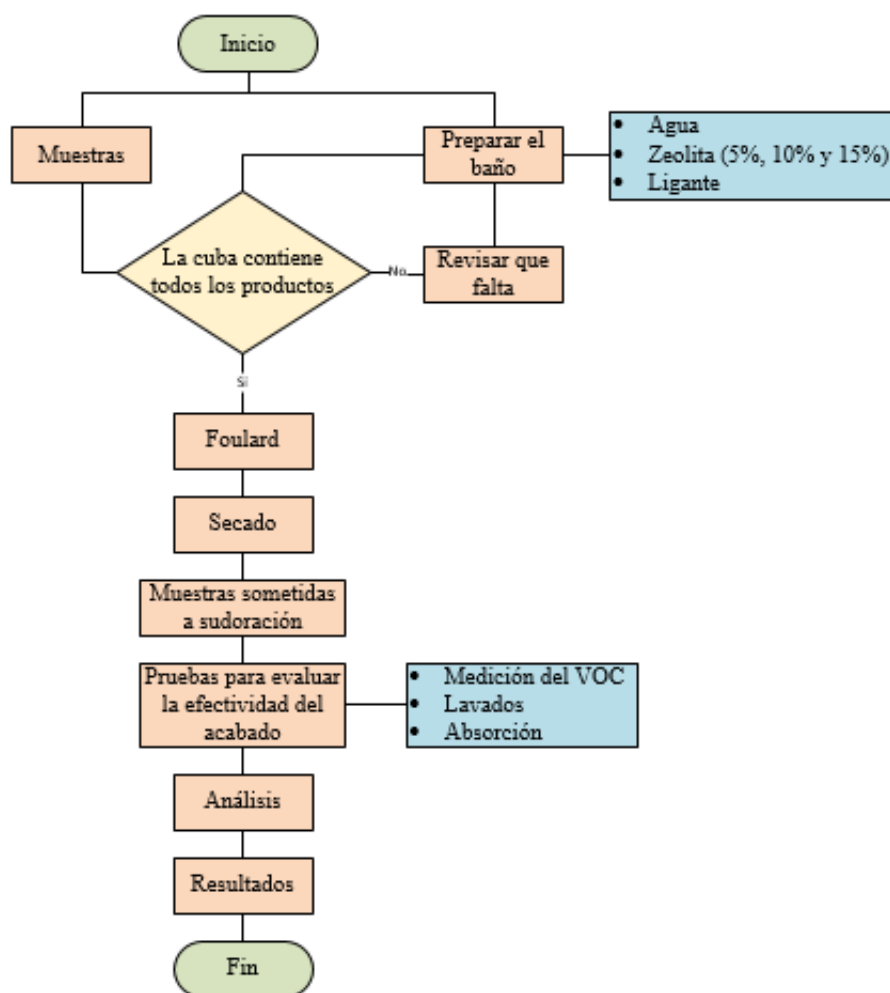 Inicio
Muestras
Preparar el
baño
• Agua
• Zeolita (5%, 10% y 15%)
• Ligante
La cuba contiene
todos los productos
No
Revisar que
falta
Si
Foulard
Secado
Muestras sometidas
a sudoración
Pruebas para evaluar
la efectividad del
acabado
• Medición del VOC
• Lavados
• Absorción
Análisis
Resultados
Fin